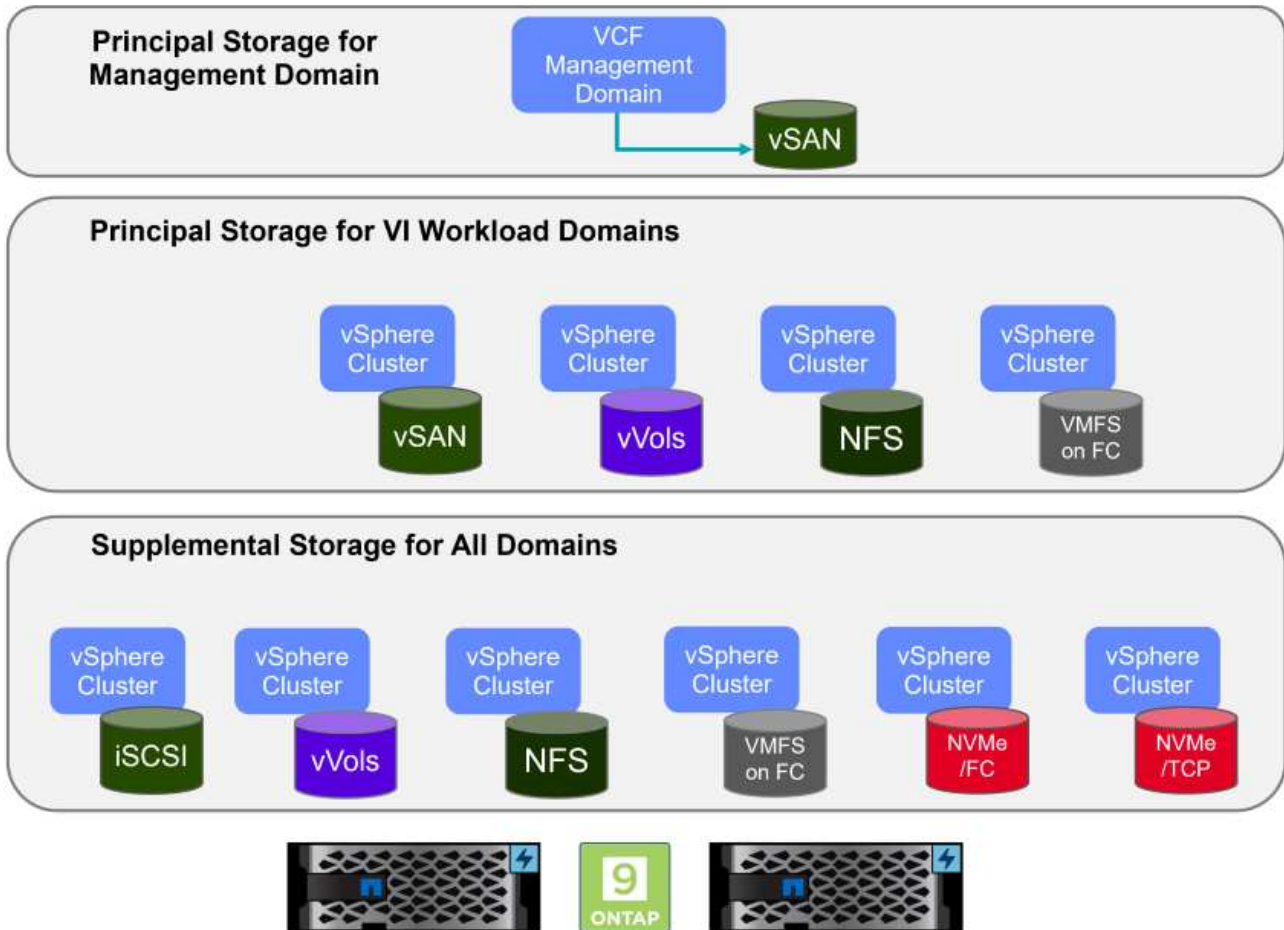 Principal Storage for
Management Domain
VCF
Management
Domain
vSAN
Principal Storage for VI Workload Domains
vSphere
Cluster
vSphere
Cluster
vSphere
Cluster
vSphere
Cluster
vSAN
vVols
NFS
VMFS
on FC
Supplemental Storage for All Domains
vSphere
Cluster
vSphere
Cluster
vSphere
Cluster
vSphere
Cluster
vSphere
Cluster
vSphere
Cluster
iSCSI
vVols
NFS
VMFS
on FC
NVMe
/FC
NVMe
/TCP
9
ONTAP